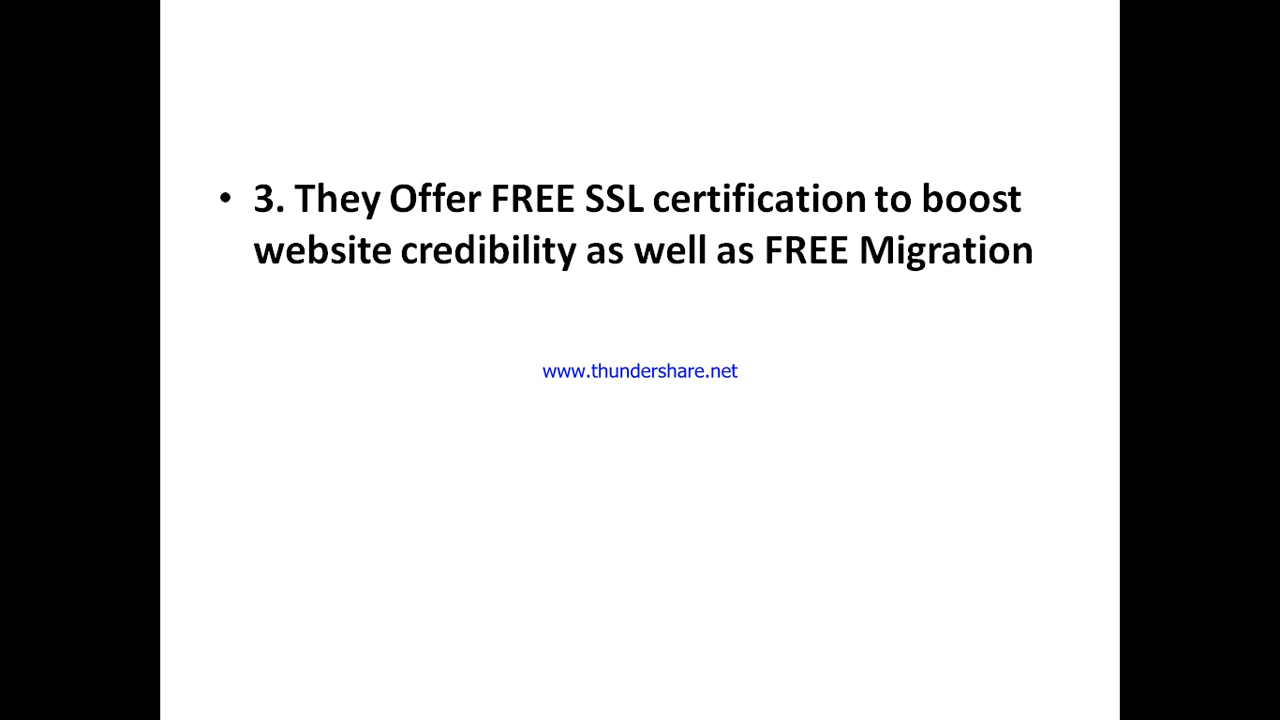 • 3. They Offer FREE SSL certification to boost
website credibility as well as FREE Migration
www.thundershare.net